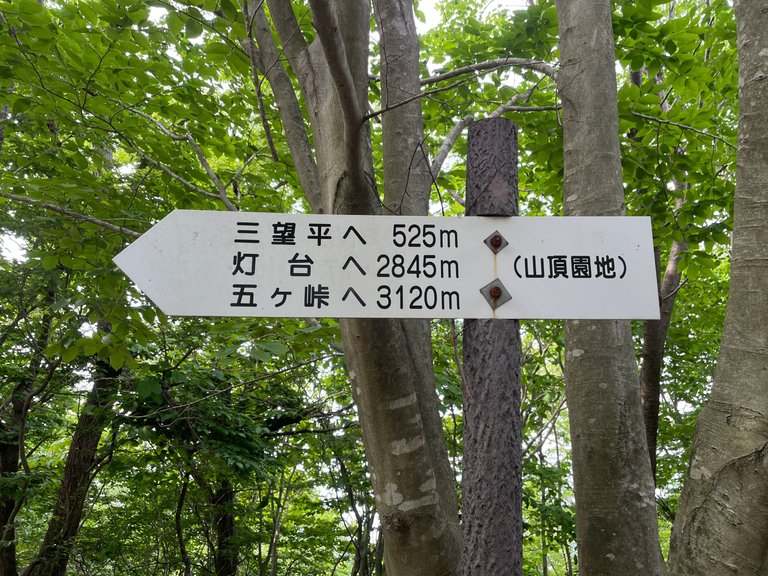 三望平へ 525m
灯台へ 2845m
五ヶ峠へ 3120m
(山頂園地)